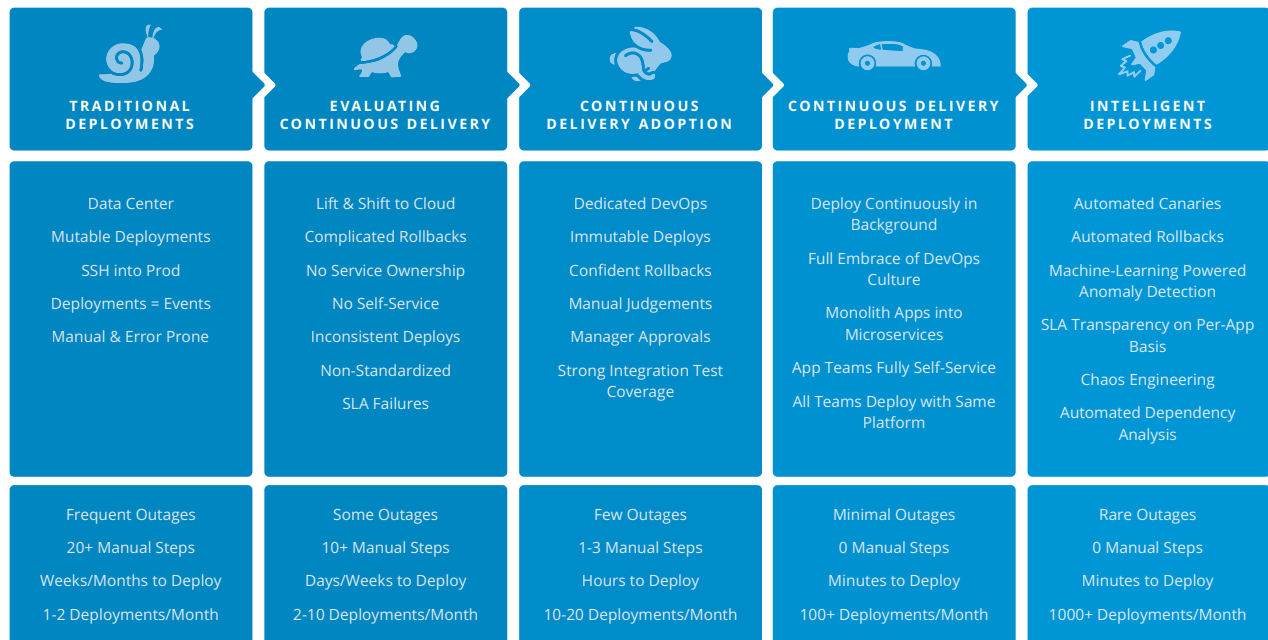 TRADITIONAL
DEPLOYMENTS
EVALUATING
CONTINUOUS DELIVERY
CONTINUOUS
DELIVERY ADOPTION
CONTINUOUS DELIVERY
DEPLOYMENT
INTELLIGENT
DEPLOYMENTS
Data Center
Mutable Deployments
SSH into Prod
Deployments = Events
Manual & Error Prone
Lift & Shift to Cloud
Complicated Rollbacks
No Service Ownership
No Self-Service
Inconsistent Deploys
Non-Standardized
SLA Failures
Dedicated DevOps
Immutable Deploys
Confident Rollbacks
Manual Judgements
Manager Approvals
Strong Integration Test
Coverage
Deploy Continuously in
Background
Full Embrace of DevOps
Culture
Monolith Apps into
Microservices
App Teams Fully Self-Service
All Teams Deploy with Same
Platform
Automated Canaries
Automated Rollbacks
Machine-Learning Powered
Anomaly Detection
SLA Transparency on Per-App
Basis
Chaos Engineering
Automated Dependency
Analysis
Frequent Outages
20+ Manual Steps
Weeks/Months to Deploy
1-2 Deployments/Month
Some Outages
10+ Manual Steps
Days/Weeks to Deploy
2-10 Deployments/Month
Few Outages
1-3 Manual Steps
Hours to Deploy
10-20 Deployments/Month
Minimal Outages
0 Manual Steps
Minutes to Deploy
100+ Deployments/Month
Rare Outages
0 Manual Steps
Minutes to Deploy
1000+ Deployments/Month